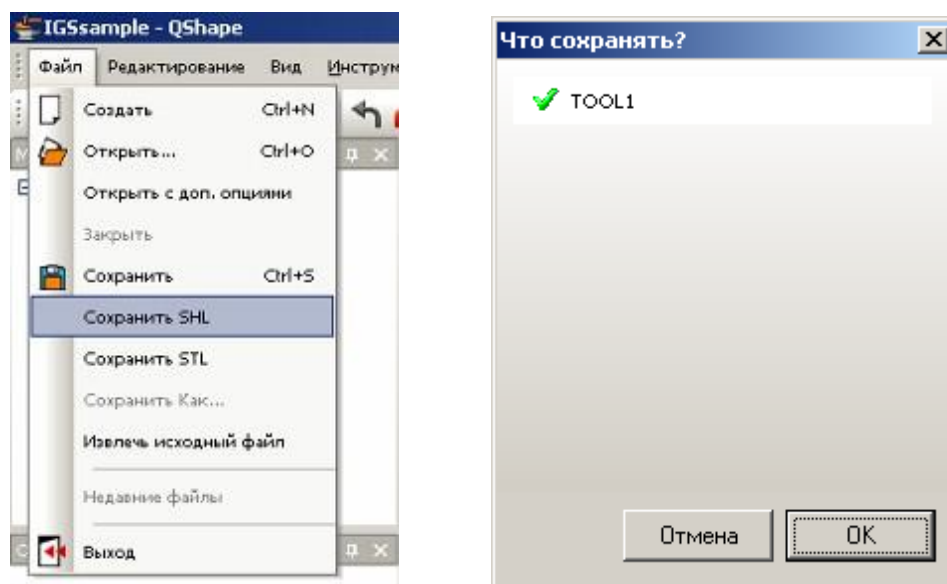 IGSsample - QShape
Файл Редактирование Вид Инструм
Создать Ctrl+N
Открыть... Ctrl+O
Открыть с доп. опциями
Закрыть
Сохранить Ctrl+S
Сохранить SHL
Сохранить STL
Сохранить Как...
Извлечь исходный файл
Недавние файлы
Выход
Что сохранять?
TOOL1
Отмена OK